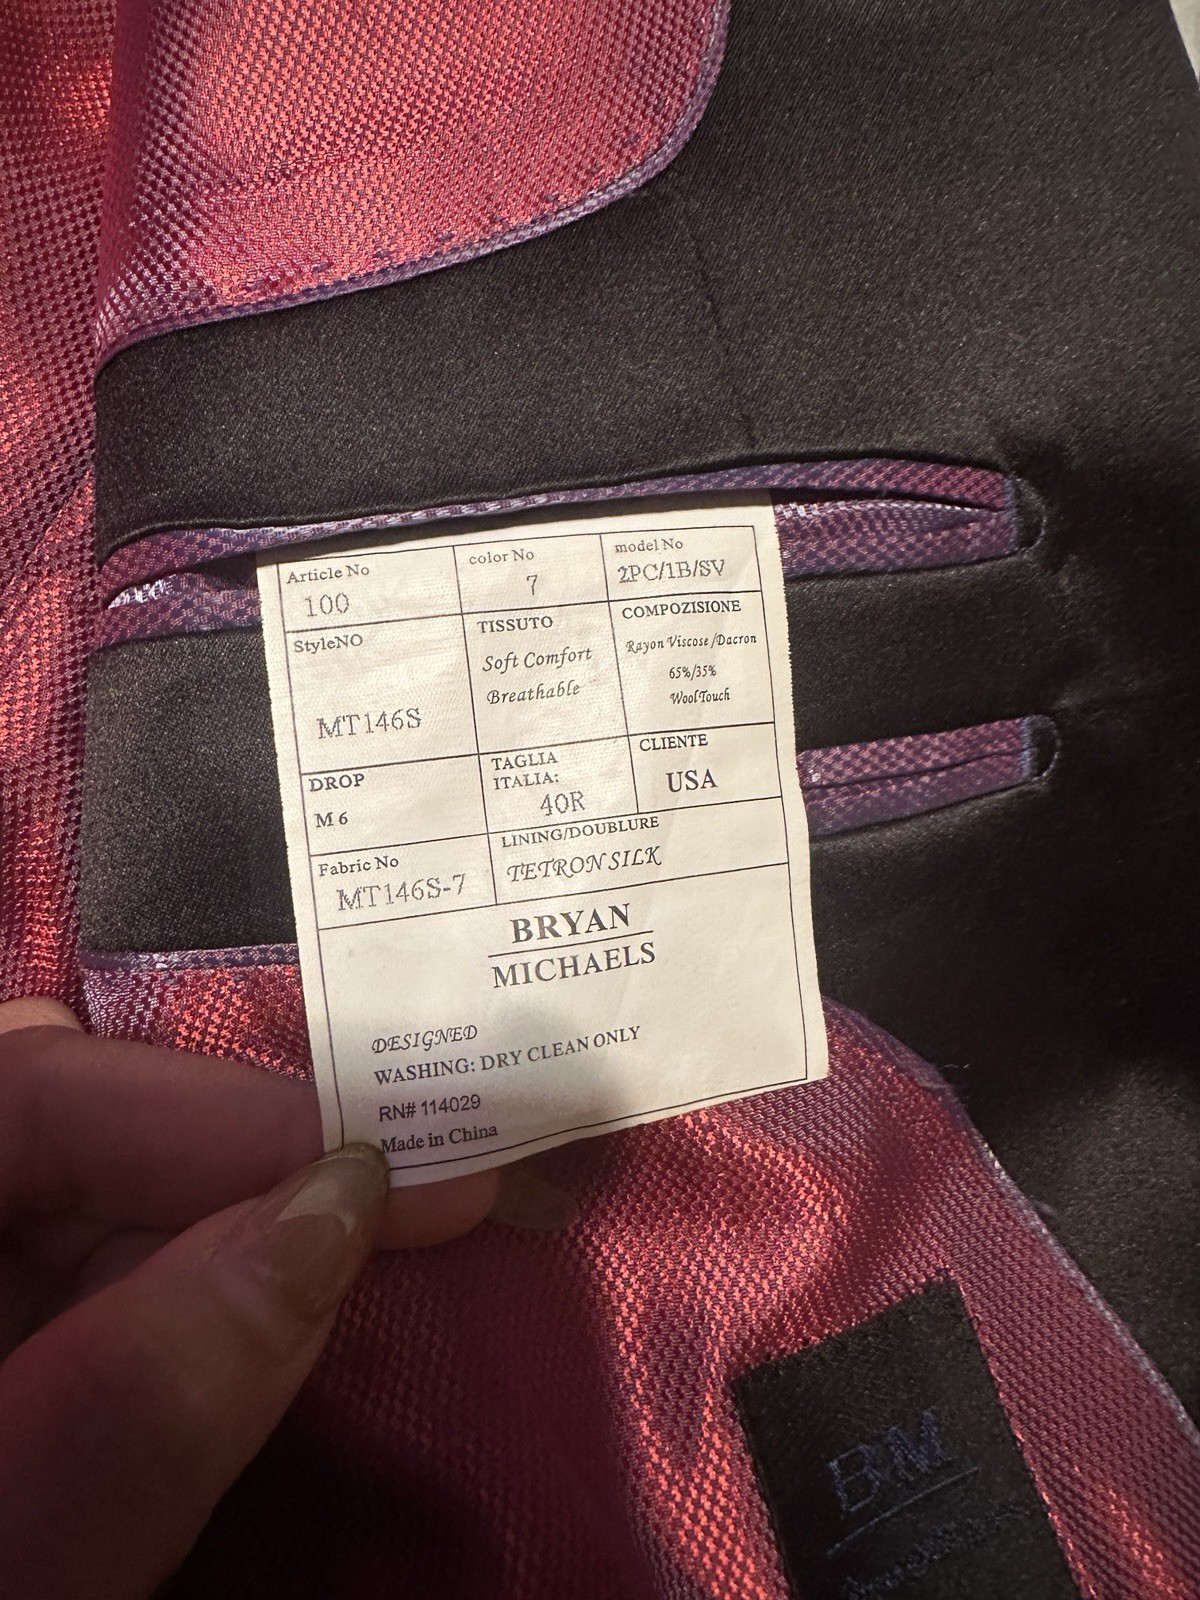 Article No
100
color No
7
model No
2PC/1B/SV
StyleNO
MT146S
TISSUTO
Soft Comfort
Breathable
COMPOZISIONE
Rayon Viscose/Dacron
65%/35%
WoolTouch
DROP
M 6
TAGLIA
ITALIA:
40R
CLIENTE
USA
Fabric No
MT146S-7
LINING/DOUBLURE
TETRON SILK
BRYAN
MICHAELS
DESIGNED
WASHING: DRY CLEAN ONLY
RN# 114029
Made in China
BM